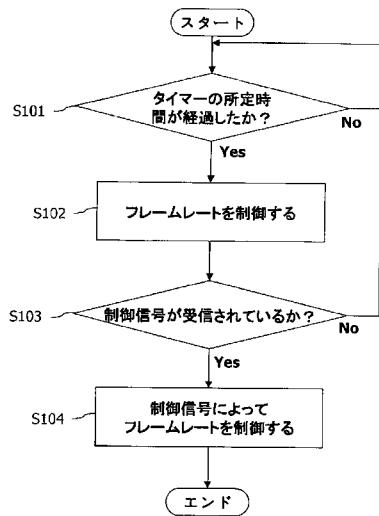 スタート
タイマーの所定時
間が経過したか？
S101
No
Yes
フレームレートを制御する
S102
制御信号が受信されているか？
S103
No
Yes
制御信号によって
フレームレートを制御する
S104
エンド